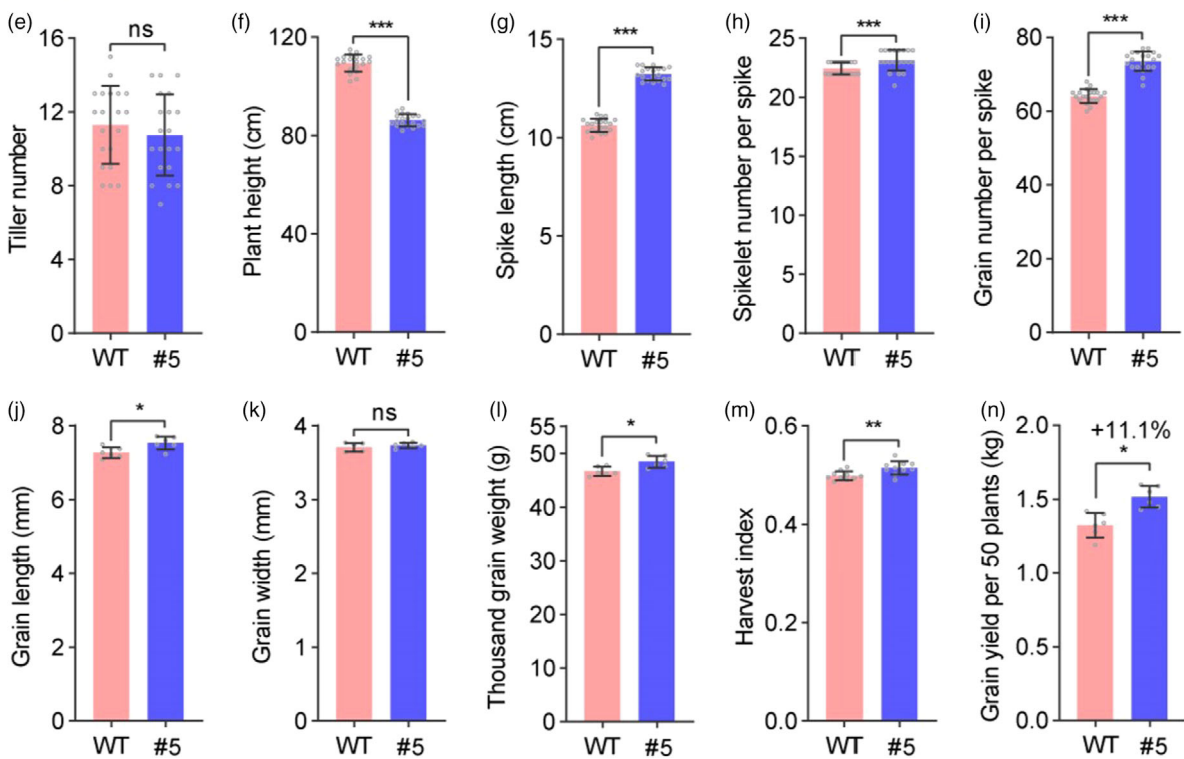 (e)
ns
Tiller number
16
12
8
4
0
WT
#5
(f)
***
Plant height (cm)
120
80
40
0
WT
#5
(g)
***
Spike length (cm)
15
10
5
0
WT
#5
(h)
***
Spikelet number per spike
25
20
15
10
5
0
WT
#5
(i)
***
Grain number per spike
80
60
40
20
0
WT
#5
(j)
*
Grain length (mm)
8
6
4
2
0
WT
#5
(k)
ns
Grain width (mm)
4
3
2
1
0
WT
#5
(l)
*
Thousand grain weight (g)
55
50
40
30
20
10
0
WT
#5
(m)
**
Harvest index
0.6
0.4
0.2
0.0
WT
#5
(n)
+11.1%
*
Grain yield per 50 plants (kg)
2.0
1.5
1.0
0.5
0.0
WT
#5